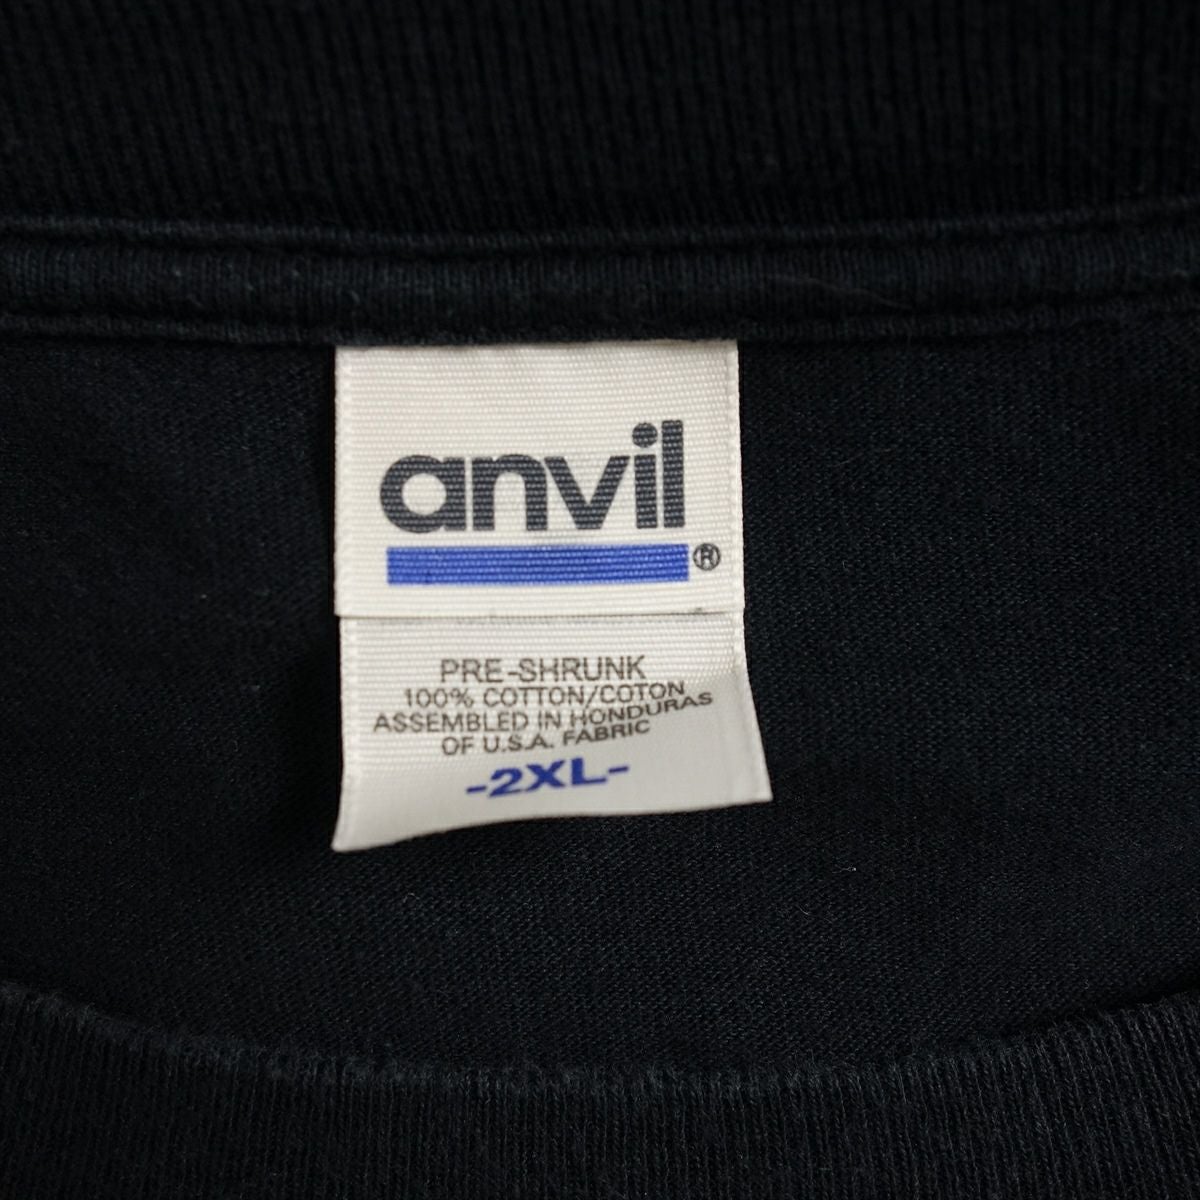 anvil®
PRE-SHRUNK
100% COTTON/COTON
ASSEMBLED IN HONDURAS
OF U.S.A. FABRIC
-2XL-